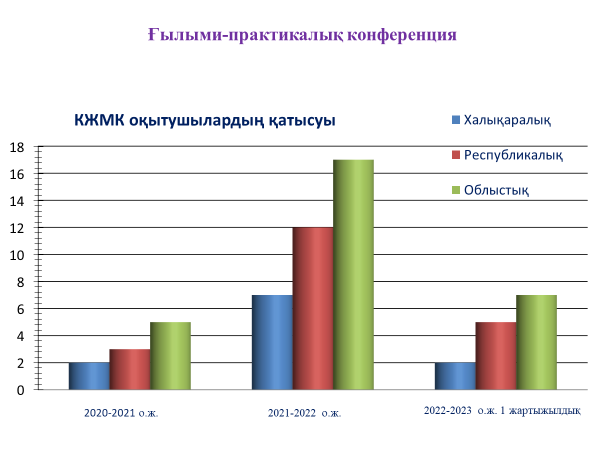 Ғылыми-практикалық конференция
КЖМК оқытушылардың қатысуы
Халықаралық
Республикалық
Облыстық
18
16
14
12
10
8
6
4
2
0
2020-2021 о.ж.
2021-2022 о.ж.
2022-2023 о.ж. 1 жартыжылдық